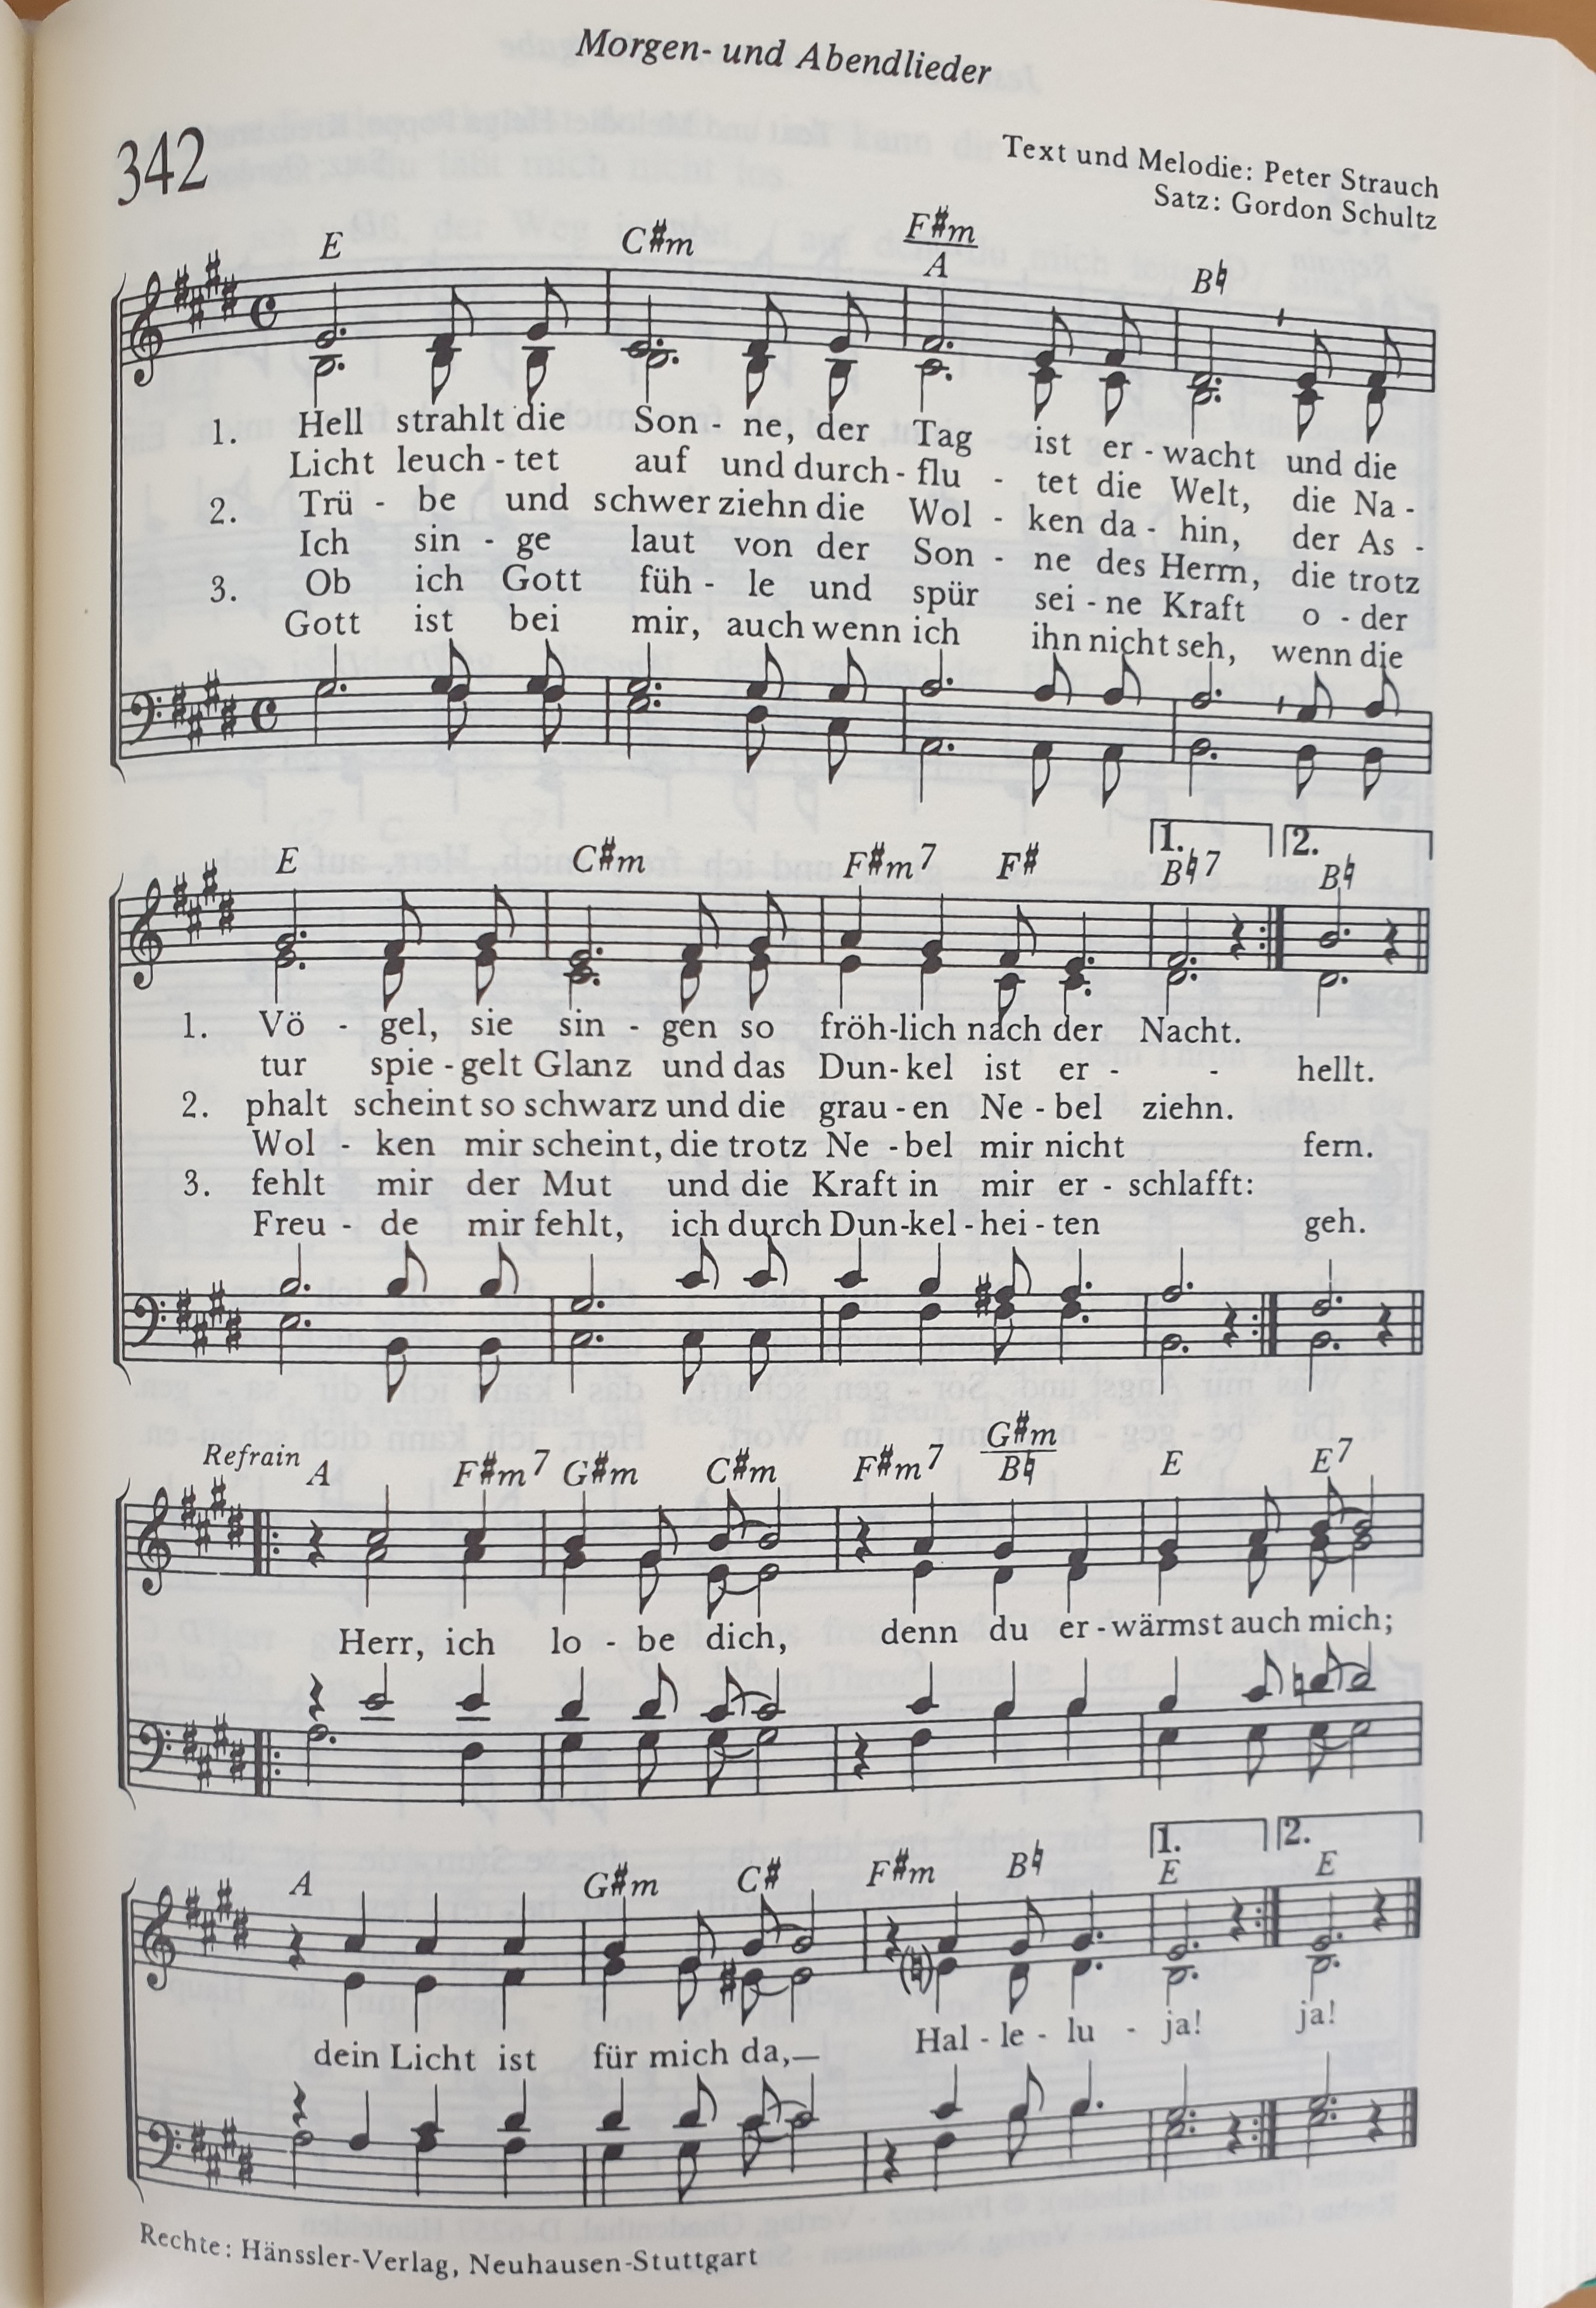 Morgen- und Abendlieder
342
Text und Melodie: Peter Strauch
Satz: Gordon Schultz
E C#m F#m/A B♮
1. Hell strahlt die Son - ne, der Tag ist er - wacht und die
Licht leuch - tet auf und durch - flu - tet die Welt, die Na -
2. Trü - be und schwer ziehn die Wol - ken da - hin, der As -
Ich sin - ge laut von der Son - ne des Herrn, die trotz
3. Ob ich Gott füh - le und spür sei - ne Kraft o - der
Gott ist bei mir, auch wenn ich ihn nicht seh, wenn die
1. 2.
E C#m F#m7 F# B♮7 B♮
1. Vö - gel, sie sin - gen so fröh-lich nach der Nacht.
tur spie - gelt Glanz und das Dun-kel ist er - - hellt.
2. phalt scheint so schwarz und die grau - en Ne - bel ziehn.
Wol - ken mir scheint, die trotz Ne - bel mir nicht fern.
3. fehlt mir der Mut und die Kraft in mir er - schlafft:
Freu - de mir fehlt, ich durch Dun-kel - hei - ten geh.
Refrain A F#m7 G#m C#m F#m7 G#m/B♮ E E7
Herr, ich lo - be dich, denn du er - wärmst auch mich;
1. 2.
A G#m C# F#m B♮ E E
dein Licht ist für mich da,— Hal - le - lu - ja! ja!
Rechte: Hänssler-Verlag, Neuhausen-Stuttgart